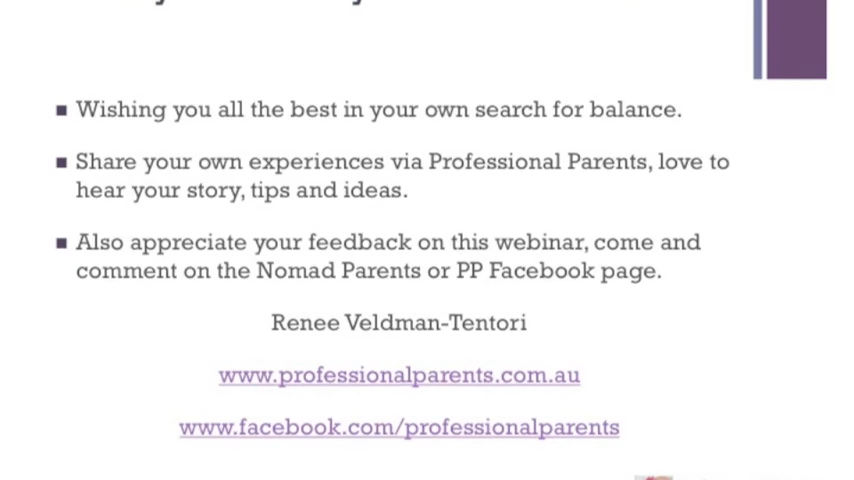 ■ Wishing you all the best in your own search for balance.
■ Share your own experiences via Professional Parents, love to
hear your story, tips and ideas.
■ Also appreciate your feedback on this webinar, come and
comment on the Nomad Parents or PP Facebook page.
Renee Veldman-Tentori
www.professionalparents.com.au
www.facebook.com/professionalparents